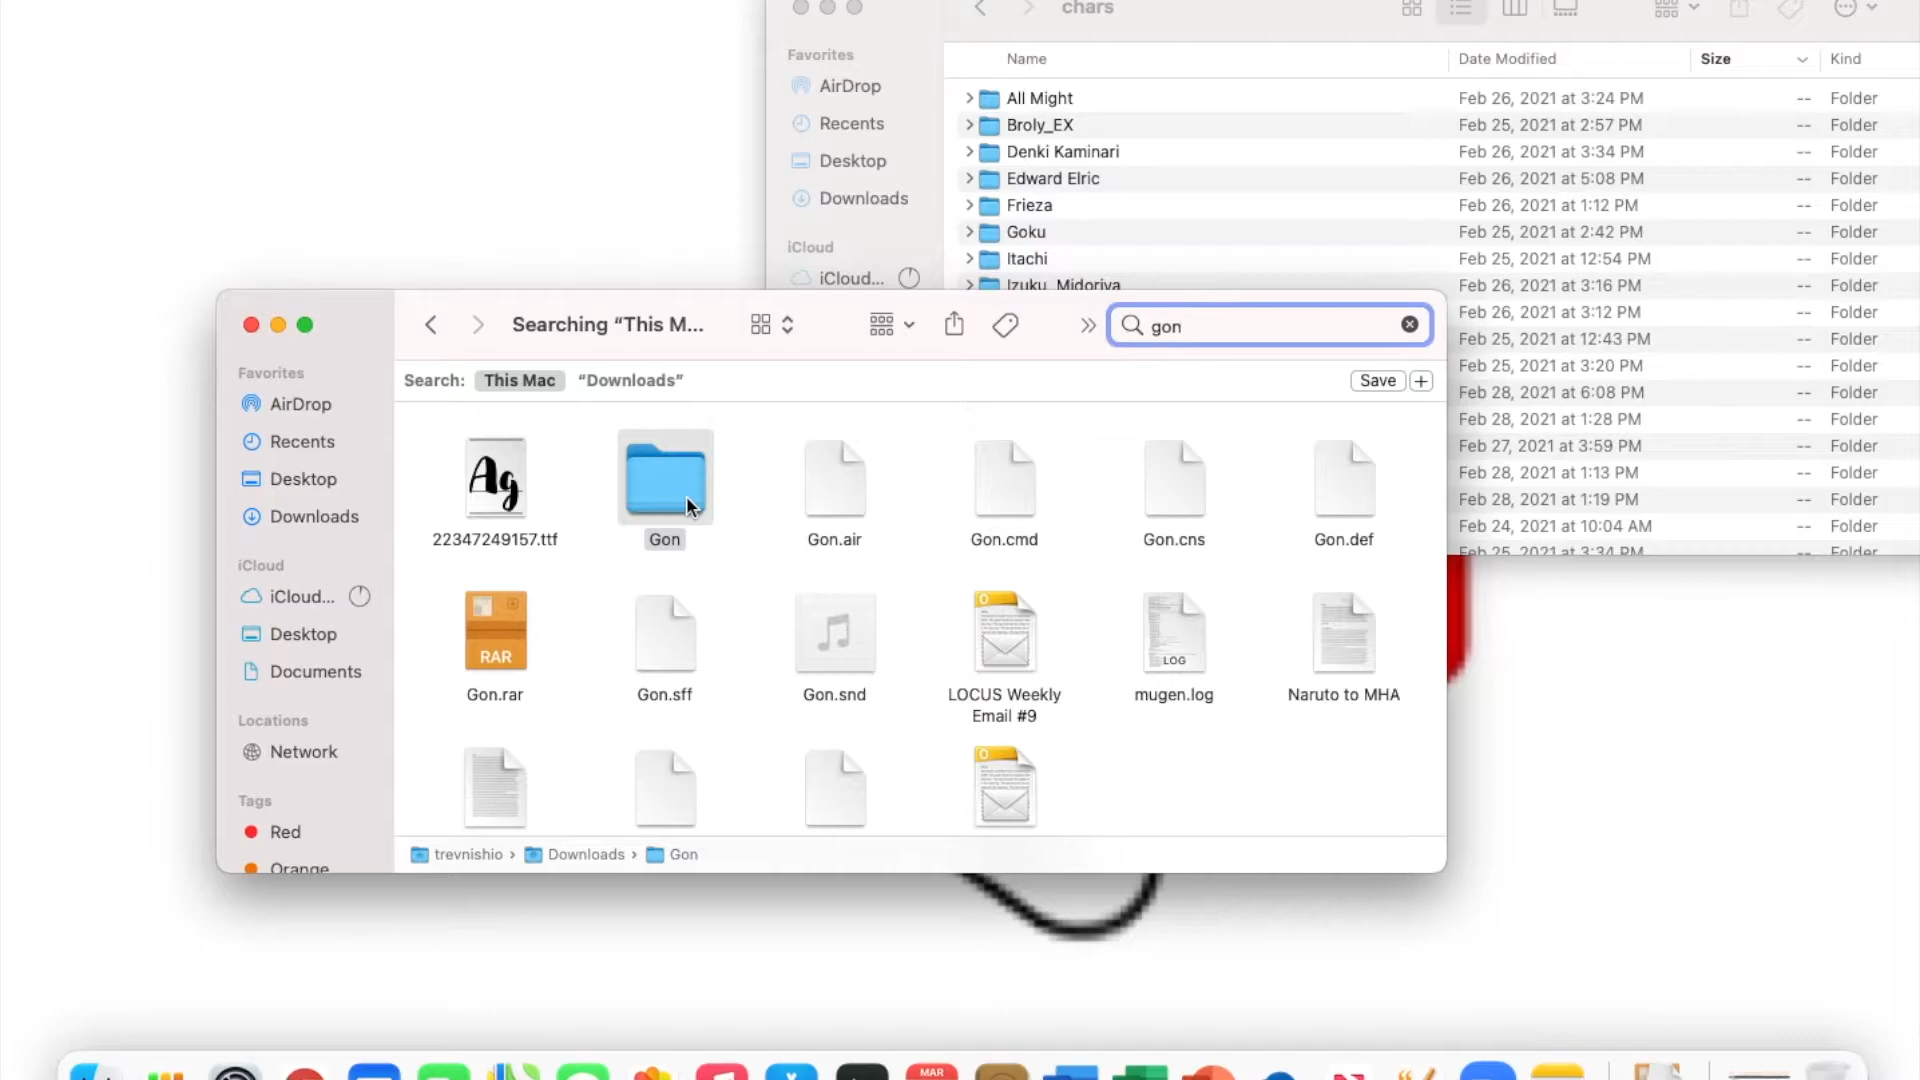 chars
Favorites
AirDrop
Recents
Desktop
Downloads
iCloud
iCloud...
Name Date Modified Size Kind
All Might Feb 26, 2021 at 3:24 PM -- Folder
Broly_EX Feb 25, 2021 at 2:57 PM -- Folder
Denki Kaminari Feb 26, 2021 at 3:34 PM -- Folder
Edward Elric Feb 26, 2021 at 5:08 PM -- Folder
Frieza Feb 26, 2021 at 1:12 PM -- Folder
Goku Feb 25, 2021 at 2:42 PM -- Folder
Itachi Feb 25, 2021 at 12:54 PM -- Folder
Izuku_Midoriya Feb 26, 2021 at 3:16 PM -- Folder
Feb 26, 2021 at 3:12 PM -- Folder
Feb 25, 2021 at 12:43 PM -- Folder
Feb 25, 2021 at 3:20 PM -- Folder
Feb 28, 2021 at 6:08 PM -- Folder
Feb 28, 2021 at 1:28 PM -- Folder
Feb 27, 2021 at 3:59 PM -- Folder
Feb 28, 2021 at 1:13 PM -- Folder
Feb 28, 2021 at 1:19 PM -- Folder
Feb 24, 2021 at 10:04 AM -- Folder
Feb 25, 2021 at 3:34 PM -- Folder
Searching “This M... gon
Search: This Mac “Downloads” Save +
Favorites
AirDrop
Recents
Desktop
Downloads
iCloud
iCloud...
Desktop
Documents
Locations
Network
Tags
Red
Orange
Ag
22347249157.ttf Gon Gon.air Gon.cmd Gon.cns Gon.def
RAR LOG
Gon.rar Gon.sff Gon.snd LOCUS Weekly Email #9 mugen.log Naruto to MHA
trevnishio › Downloads › Gon
MAR